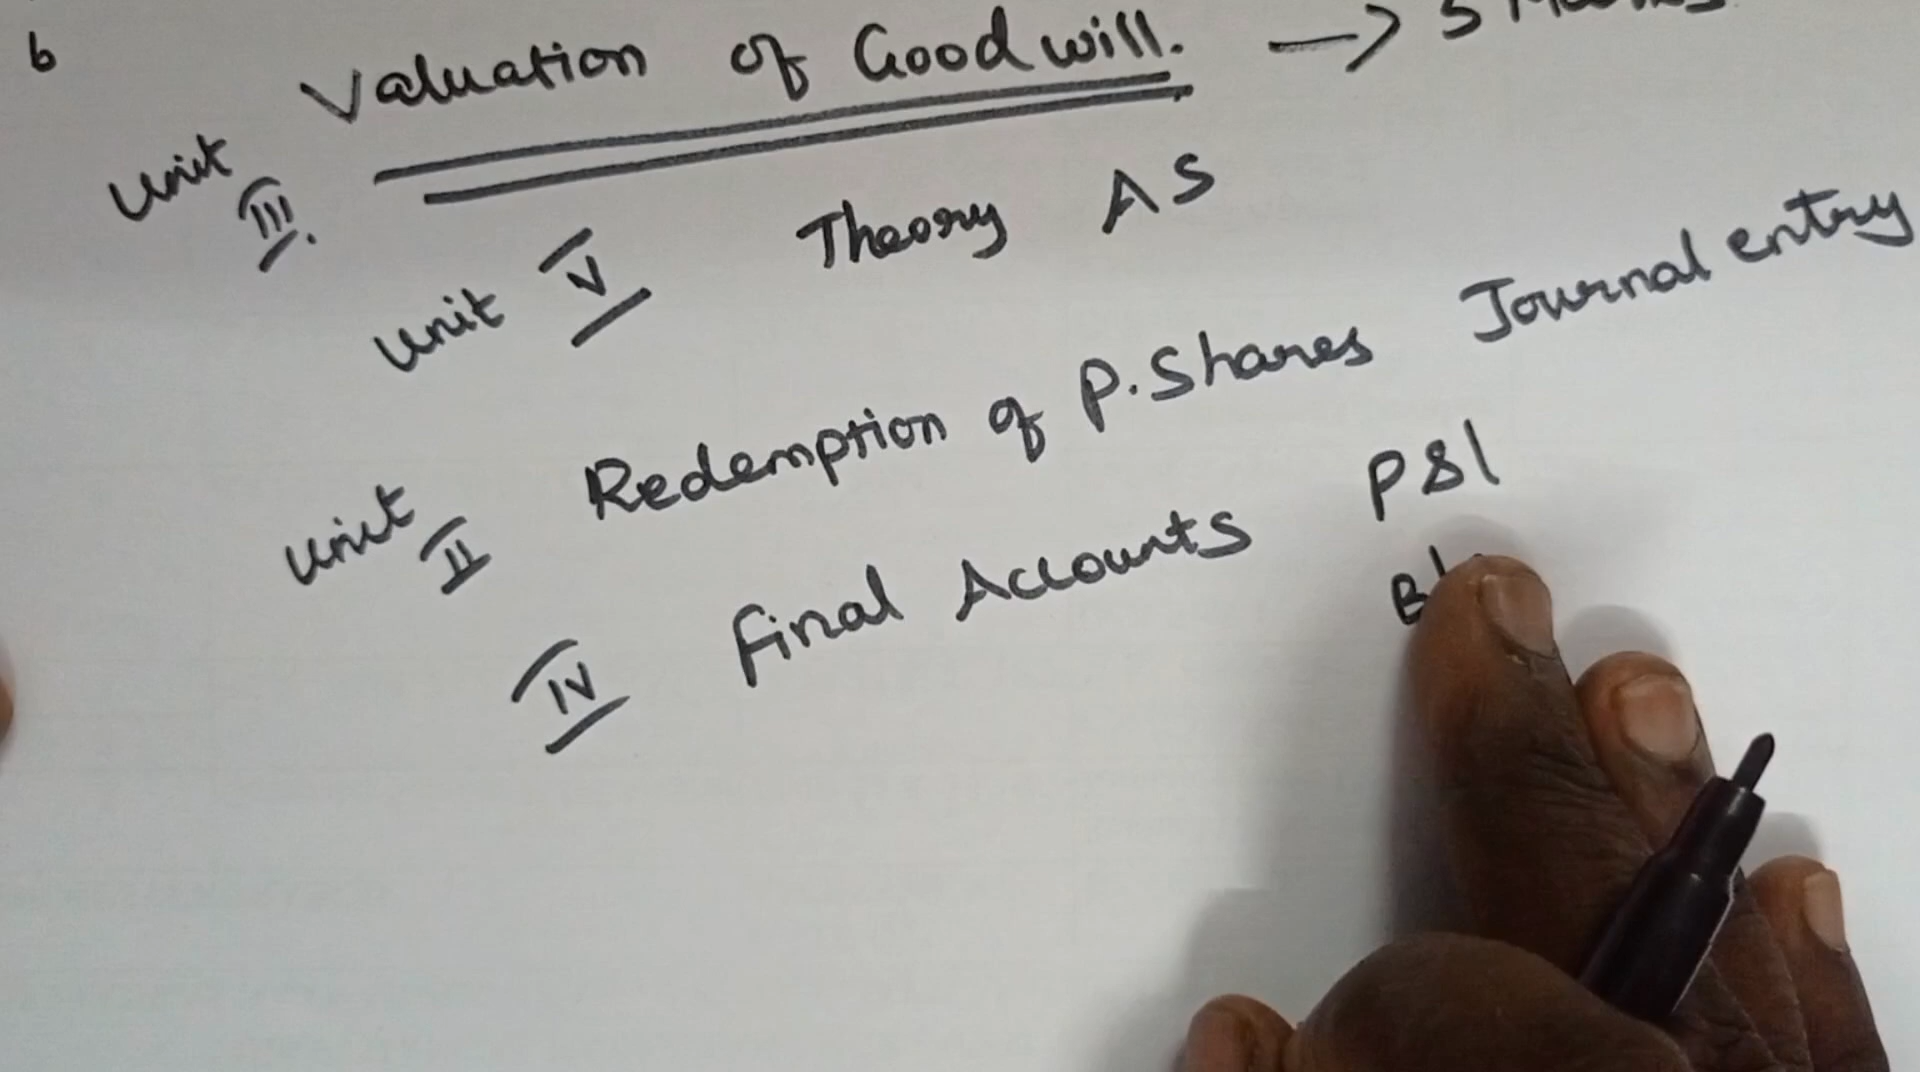 6
Valuation of Goodwill. → 5
Unit III.
Unit V Theory AS
Unit II Redemption of P.Shares Journal entry
IV Final Accounts P&l
B